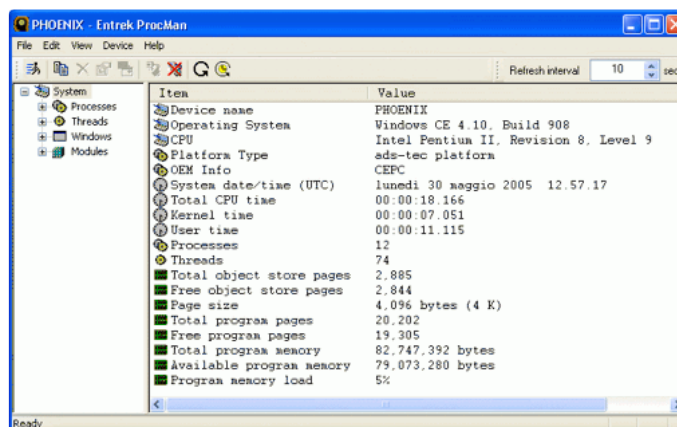 PHOENIX - Entrek ProcMan
File Edit View Device Help
Refresh interval 10 sec
System
Processes
Threads
Windows
Modules
Item Value
Device name PHOENIX
Operating System Windows CE 4.10, Build 908
CPU Intel Pentium II, Revision 8, Level 9
Platform Type ads-tec platform
OEM Info CEPC
System date/time (UTC) lunedì 30 maggio 2005 12.57.17
Total CPU time 00:00:18.166
Kernel time 00:00:07.051
User time 00:00:11.115
Processes 12
Threads 74
Total object store pages 2,885
Free object store pages 2,844
Page size 4,096 bytes (4 K)
Total program pages 20,202
Free program pages 19,305
Total program memory 82,747,392 bytes
Available program memory 79,073,280 bytes
Program memory load 5%
Ready